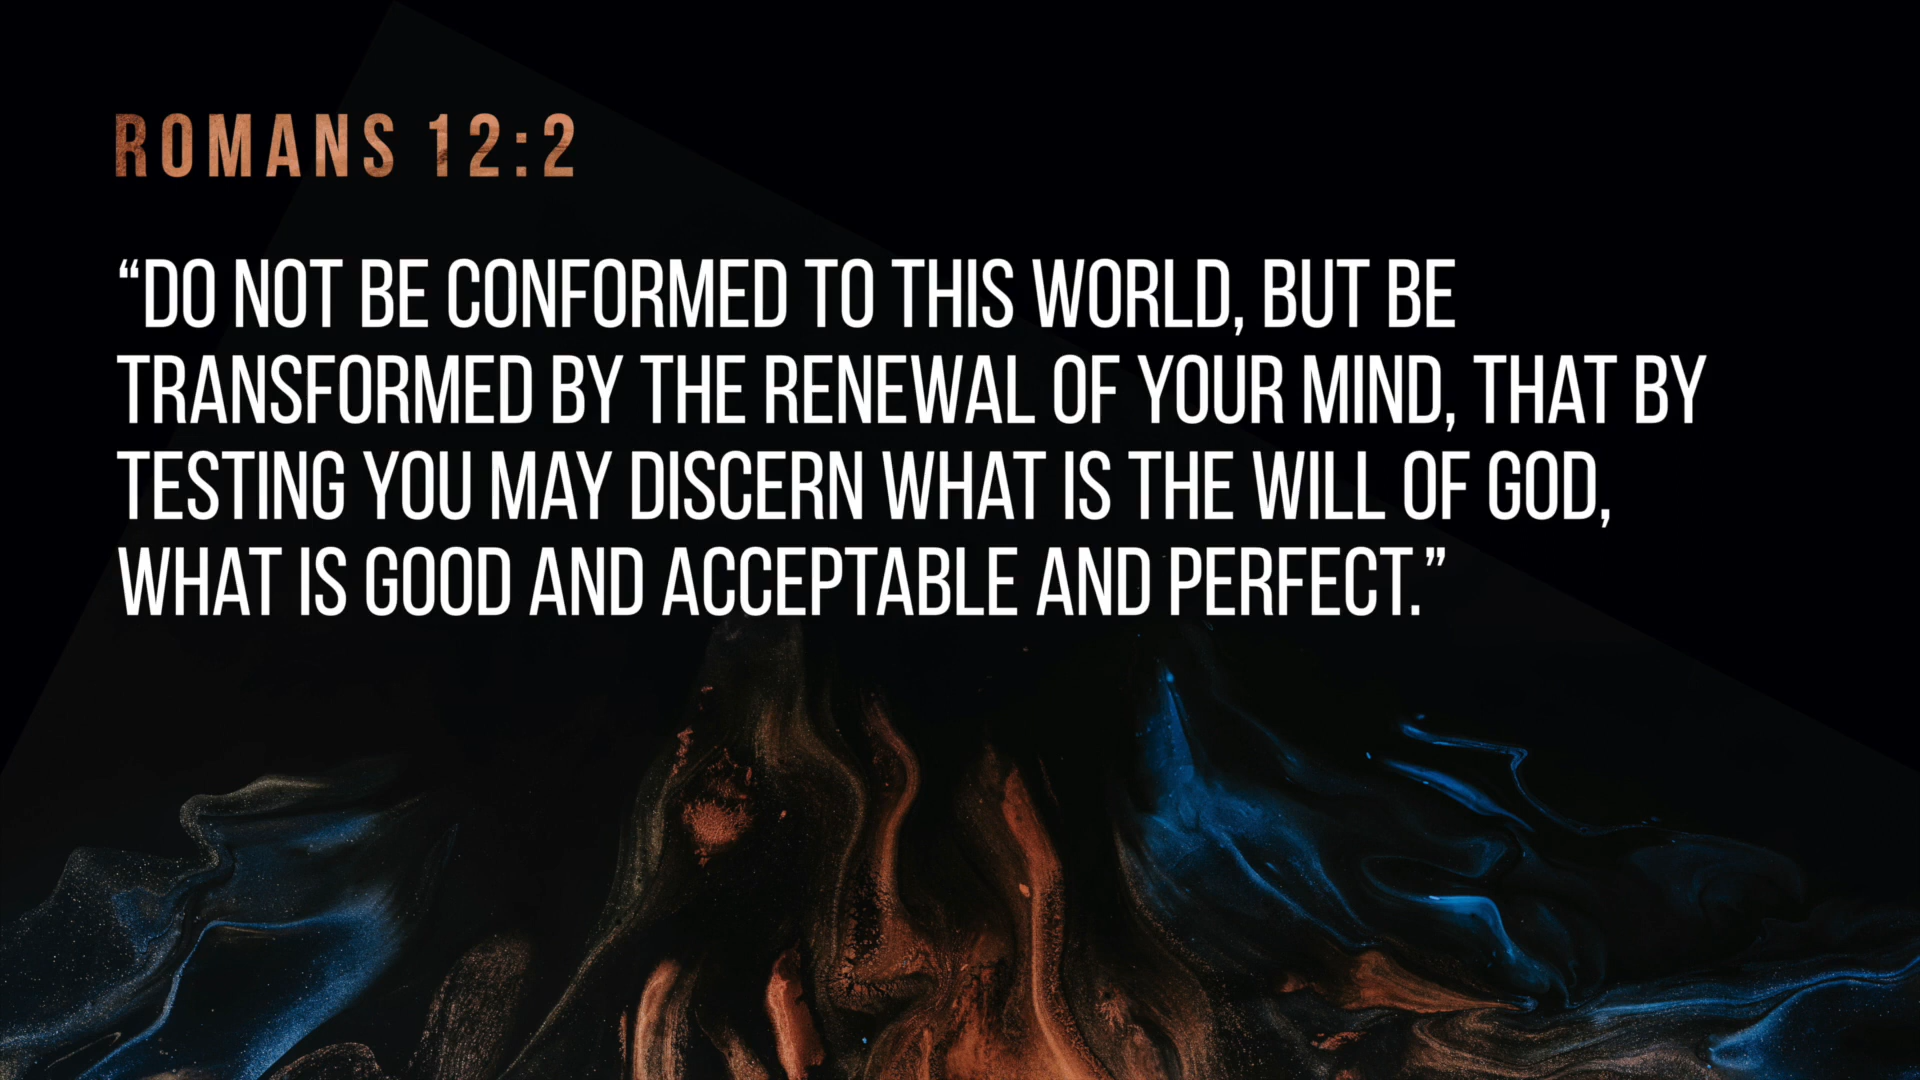 ROMANS 12:2
“DO NOT BE CONFORMED TO THIS WORLD, BUT BE
TRANSFORMED BY THE RENEWAL OF YOUR MIND, THAT BY
TESTING YOU MAY DISCERN WHAT IS THE WILL OF GOD,
WHAT IS GOOD AND ACCEPTABLE AND PERFECT.”